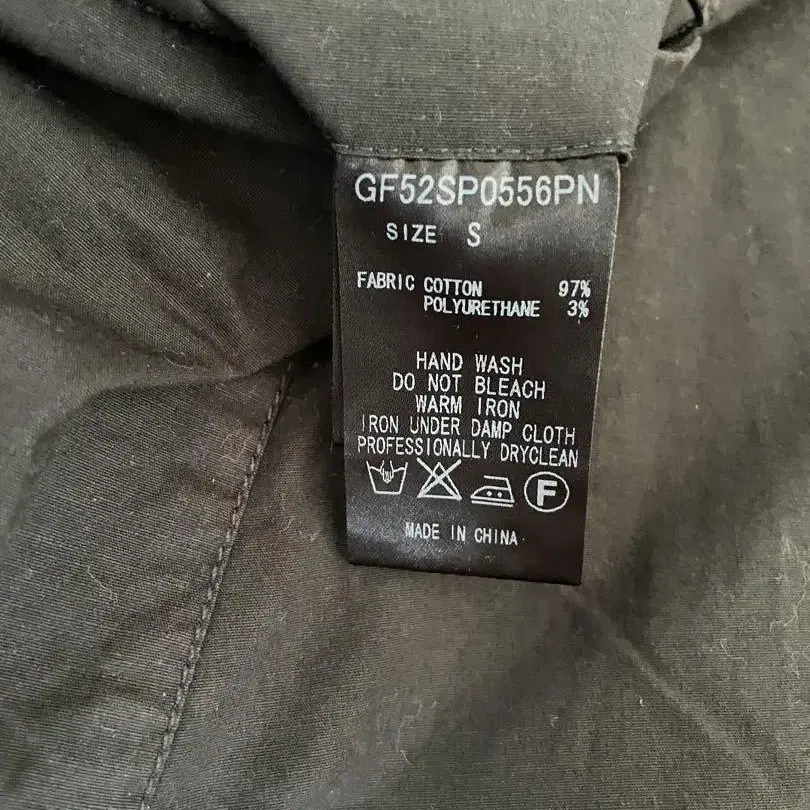 GF52SP0556PN
SIZE S
FABRIC COTTON 97%
POLYURETHANE 3%
HAND WASH
DO NOT BLEACH
WARM IRON
IRON UNDER DAMP CLOTH
PROFESSIONALLY DRYCLEAN
F
MADE IN CHINA